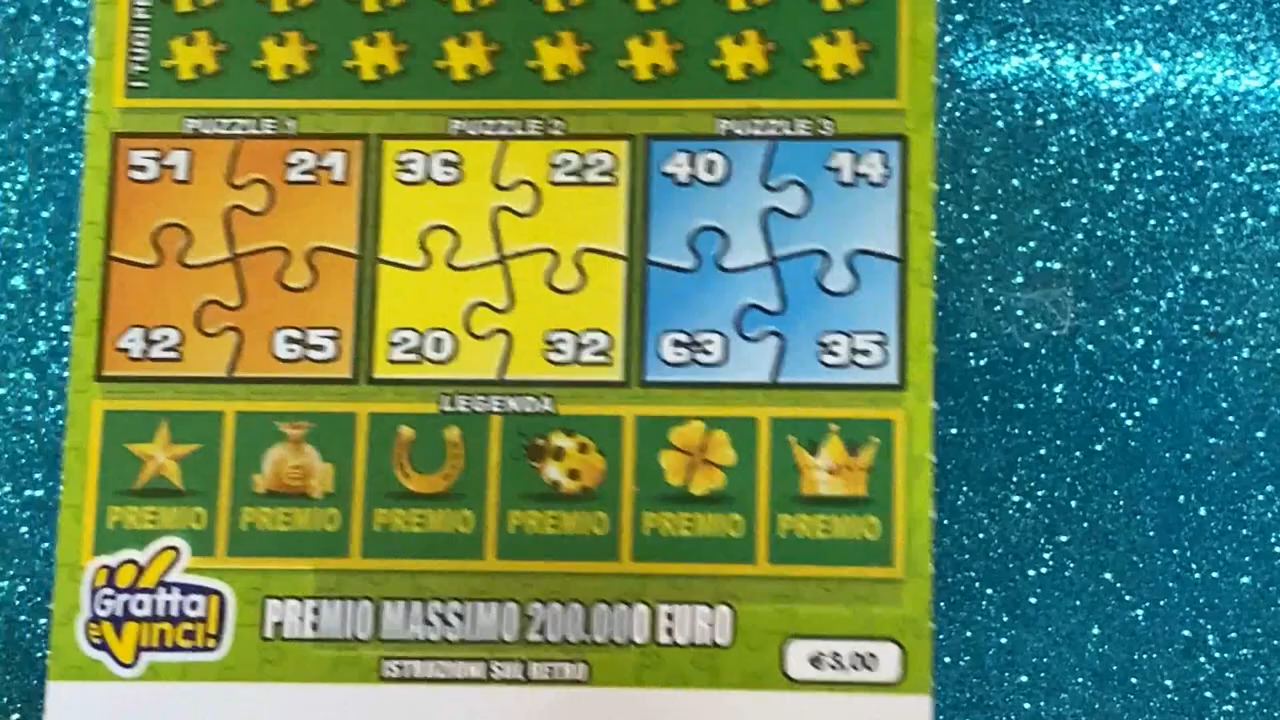 PUZZLE 1 PUZZLE 2 PUZZLE 3
51 21 36 22 40 14
42 65 20 32 63 35
LEGENDA
PREMIO PREMIO PREMIO PREMIO PREMIO PREMIO
Gratta
e Vinci!
PREMIO MASSIMO 200.000 EURO
ISTRUZIONI SUL RETRO
€3,00